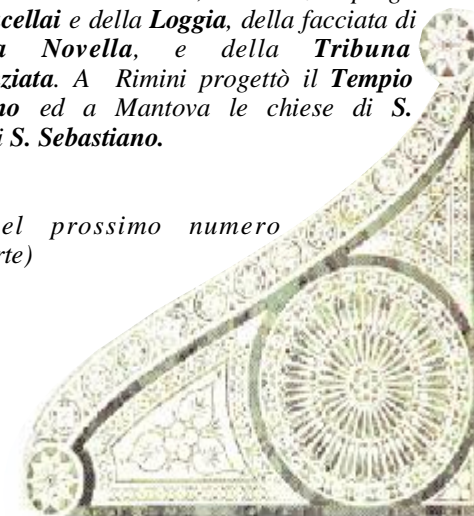 cellai e della Loggia, della facciata di
a Novella, e della Tribuna
ziata. A Rimini progettò il Tempio
no ed a Mantova le chiese di S.
i S. Sebastiano.
el prossimo numero
rte)